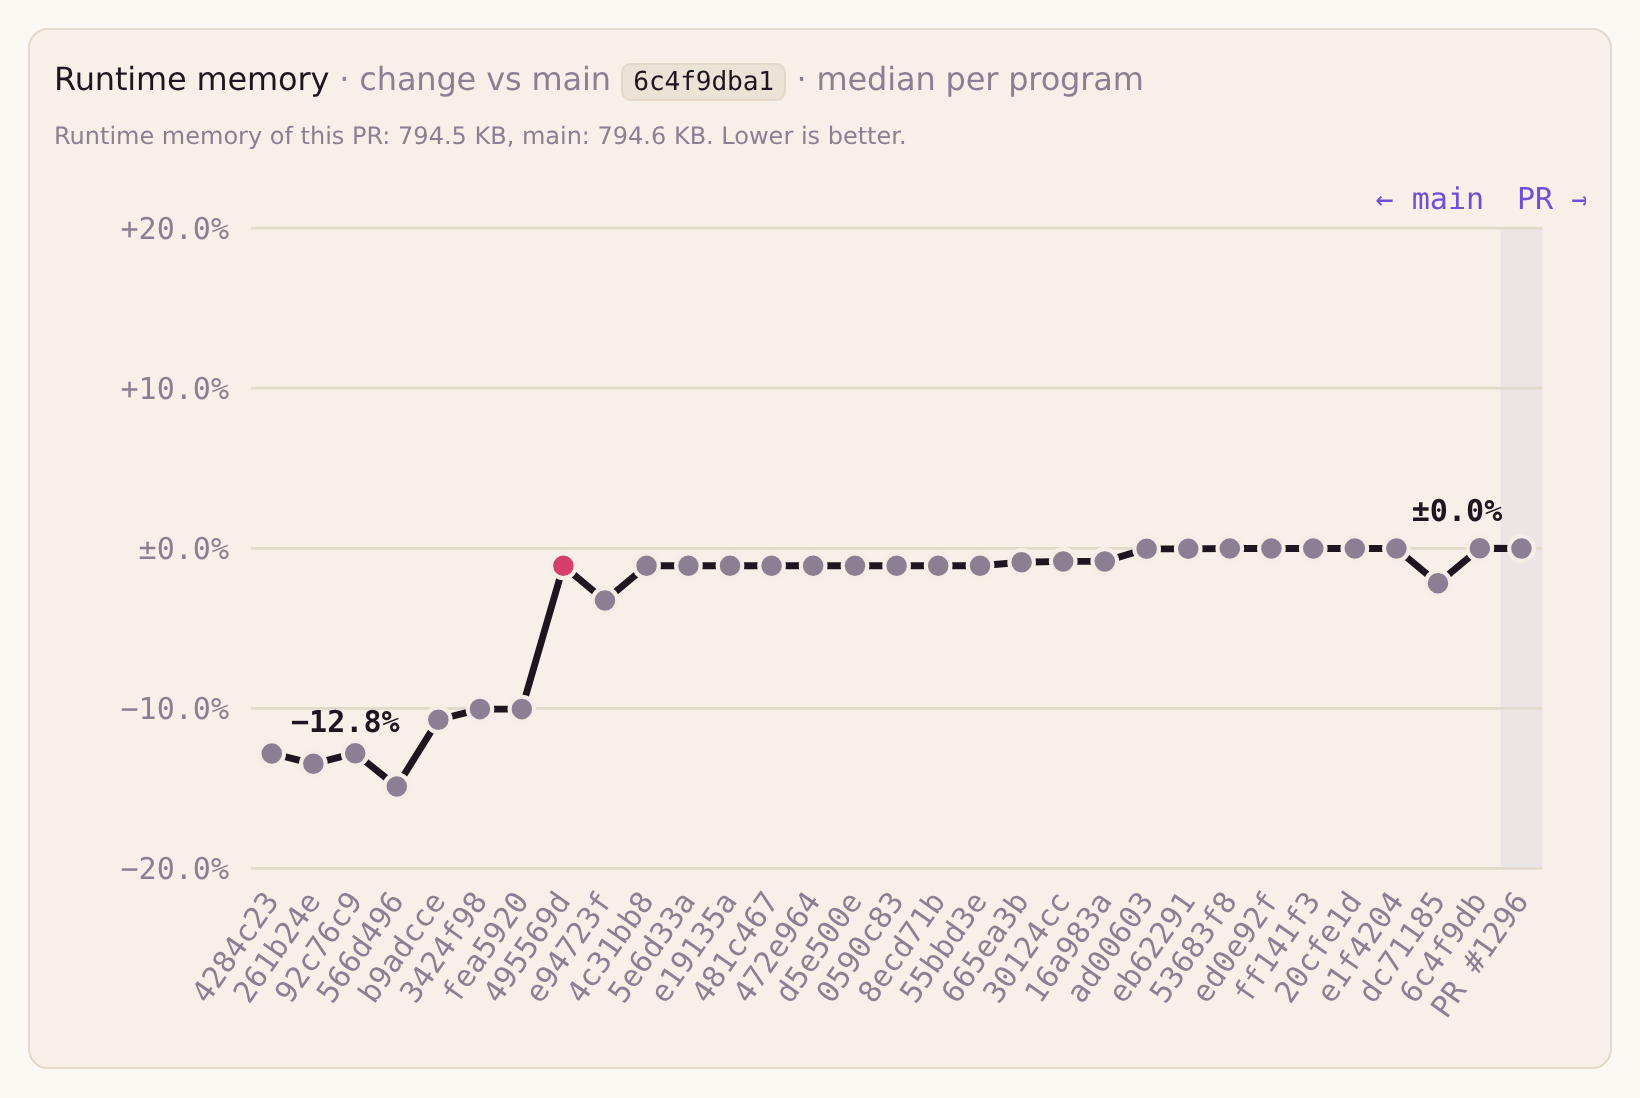 Runtime memory · change vs main 6c4f9dba1 · median per program
Runtime memory of this PR: 794.5 KB, main: 794.6 KB. Lower is better.
← main PR →
+20.0%
+10.0%
±0.0%
−10.0%
−20.0%
−12.8%
±0.0%
4284c23
261b24e
92c76c9
566d496
b9adcce
3424f98
fea5920
495569d
e94723f
4c31bb8
5e6d33a
e19135a
481c467
472e964
d5e500e
0590c83
8ecd71b
55bbd3e
665ea3b
30124cc
16a983a
ad00603
eb62291
53683f8
ed0e92f
ff141f3
20cfe1d
e1f4204
dc71185
6c4f9db
PR #1296